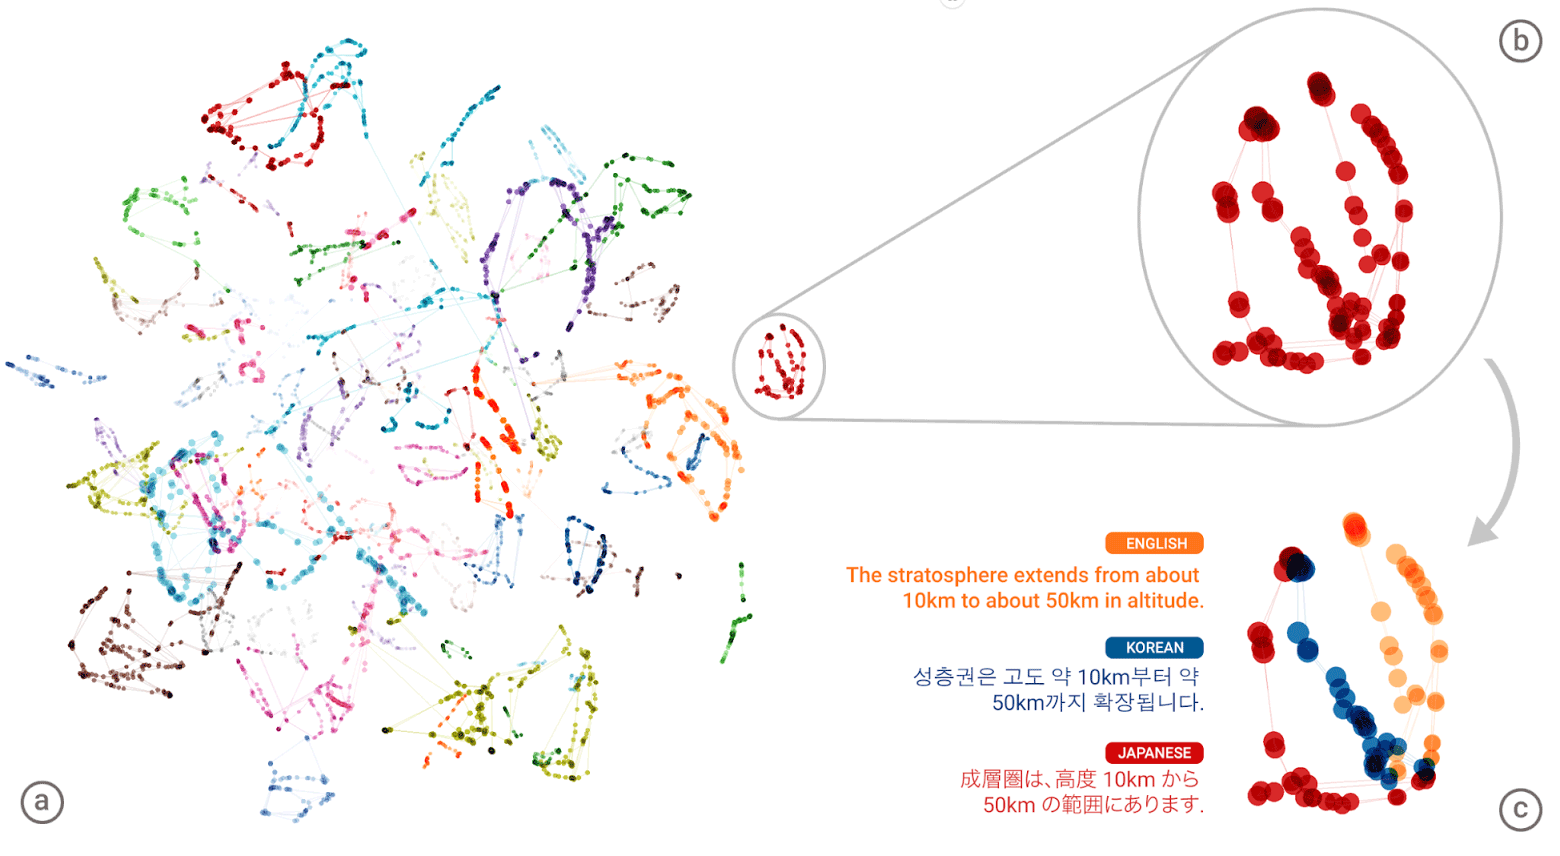 b
a
ENGLISH
The stratosphere extends from about
10km to about 50km in altitude.
KOREAN
성층권은 고도 약 10km부터 약
50km까지 확장됩니다.
JAPANESE
成層圏は、高度 10km から
50km の範囲にあります.
c